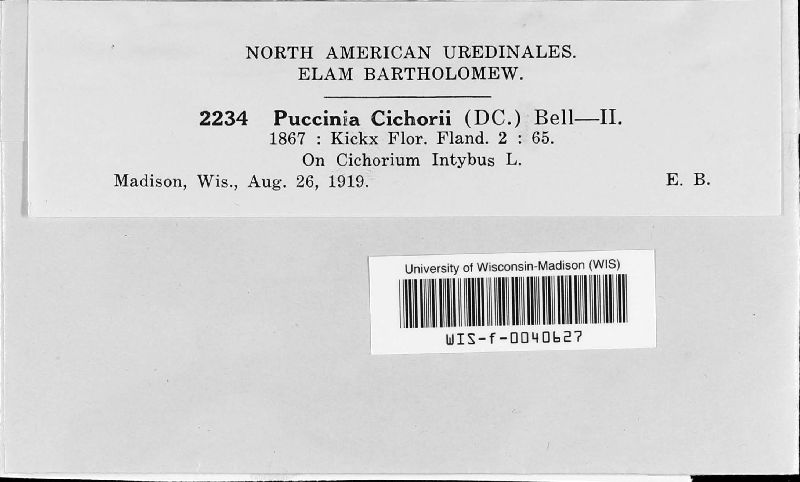 NORTH AMERICAN UREDINALES.
ELAM BARTHOLOMEW.
2234 Puccinia Cichorii (DC.) Bell—II.
1867 : Kickx Flor. Fland. 2 : 65.
On Cichorium Intybus L.
Madison, Wis., Aug. 26, 1919. E. B.
University of Wisconsin-Madison (WIS)
WIS-f-0040627